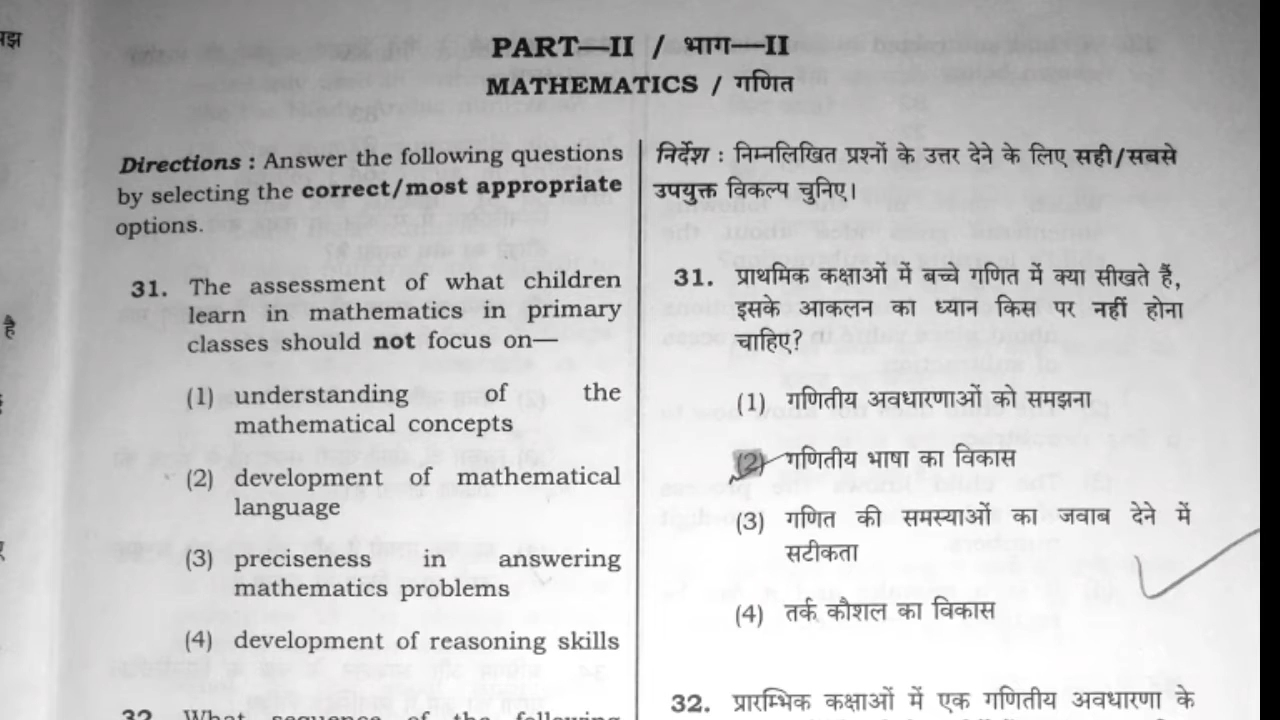 मझ
PART—II / भाग—II
MATHEMATICS / गणित
Directions : Answer the following questions
by selecting the correct/most appropriate
options.
31. The assessment of what children
learn in mathematics in primary
classes should not focus on—
(1) understanding of the
mathematical concepts
(2) development of mathematical
language
(3) preciseness in answering
mathematics problems
(4) development of reasoning skills
32. What sequence of the following
निर्देश : निम्नलिखित प्रश्नों के उत्तर देने के लिए सही/सबसे
उपयुक्त विकल्प चुनिए।
31. प्राथमिक कक्षाओं में बच्चे गणित में क्या सीखते हैं,
इसके आकलन का ध्यान किस पर नहीं होना
चाहिए?
(1) गणितीय अवधारणाओं को समझना
(2) गणितीय भाषा का विकास
(3) गणित की समस्याओं का जवाब देने में
सटीकता
(4) तर्क कौशल का विकास
32. प्रारम्भिक कक्षाओं में एक गणितीय अवधारणा के
है